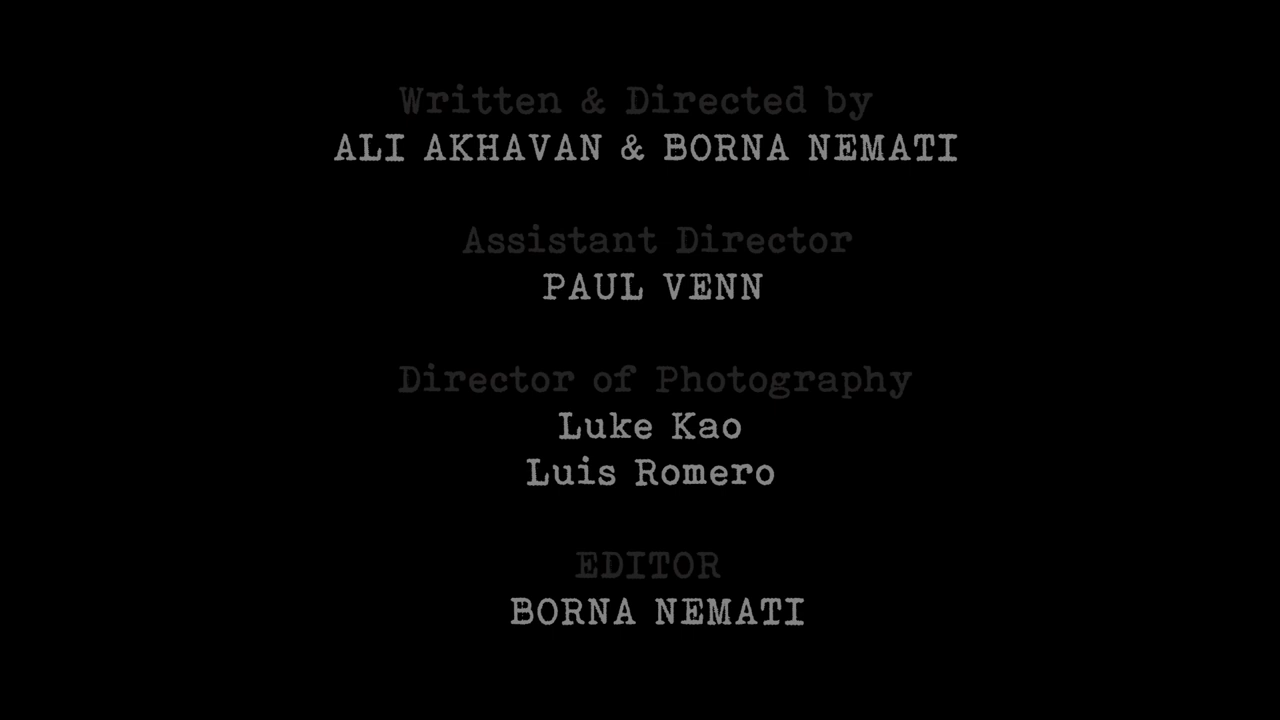 Written & Directed by
ALI AKHAVAN & BORNA NEMATI
Assistant Director
PAUL VENN
Director of Photography
Luke Kao
Luis Romero
EDITOR
BORNA NEMATI